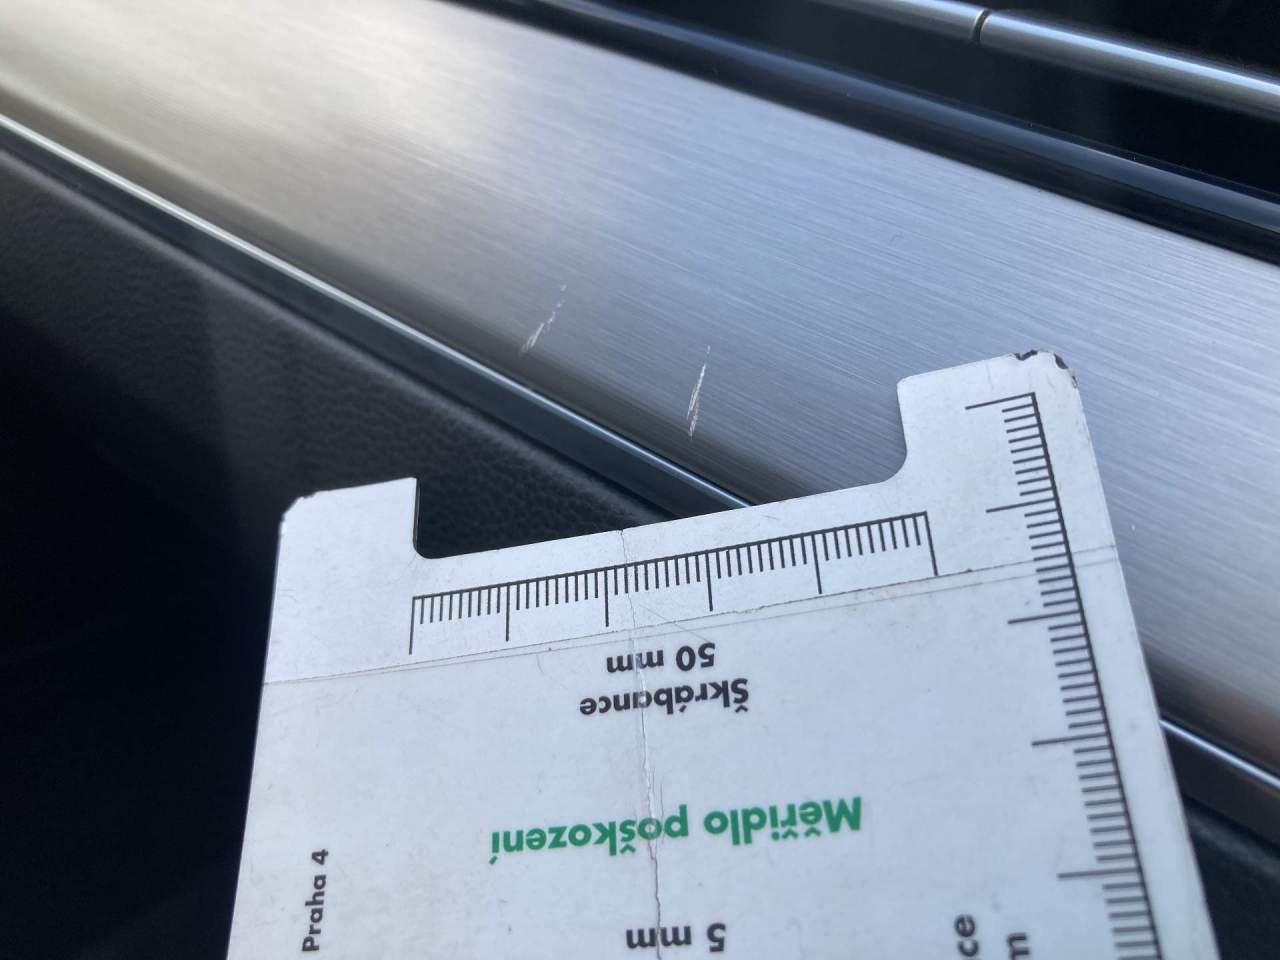 50 mm
Škrábance
Měřidlo poškození
5 mm
Praha 4